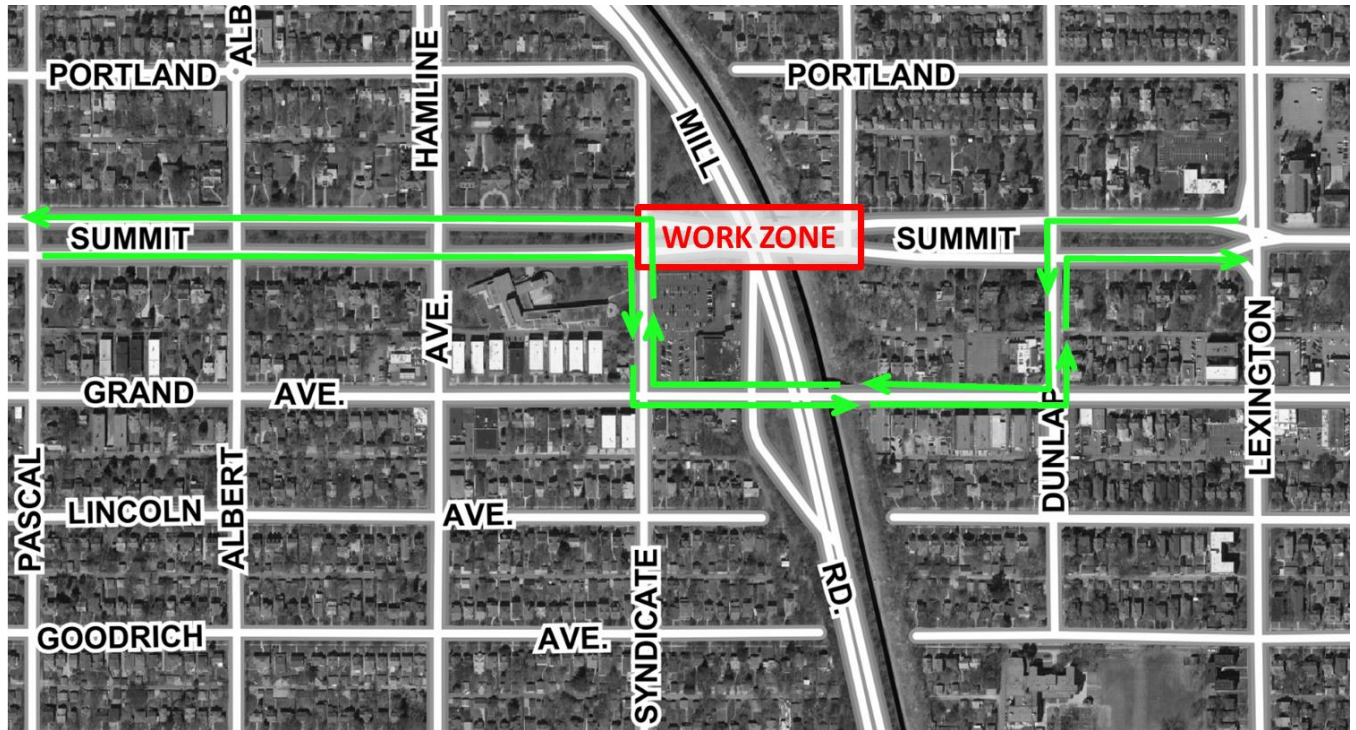 ALB
PORTLAND
PORTLAND
HAMLINE
MILL
SUMMIT
WORK ZONE
SUMMIT
AVE.
LEXINGTON
GRAND
AVE.
DUNLAP
PASCAL
ALBERT
LINCOLN
AVE.
SYNDICATE
RD.
GOODRICH
AVE.